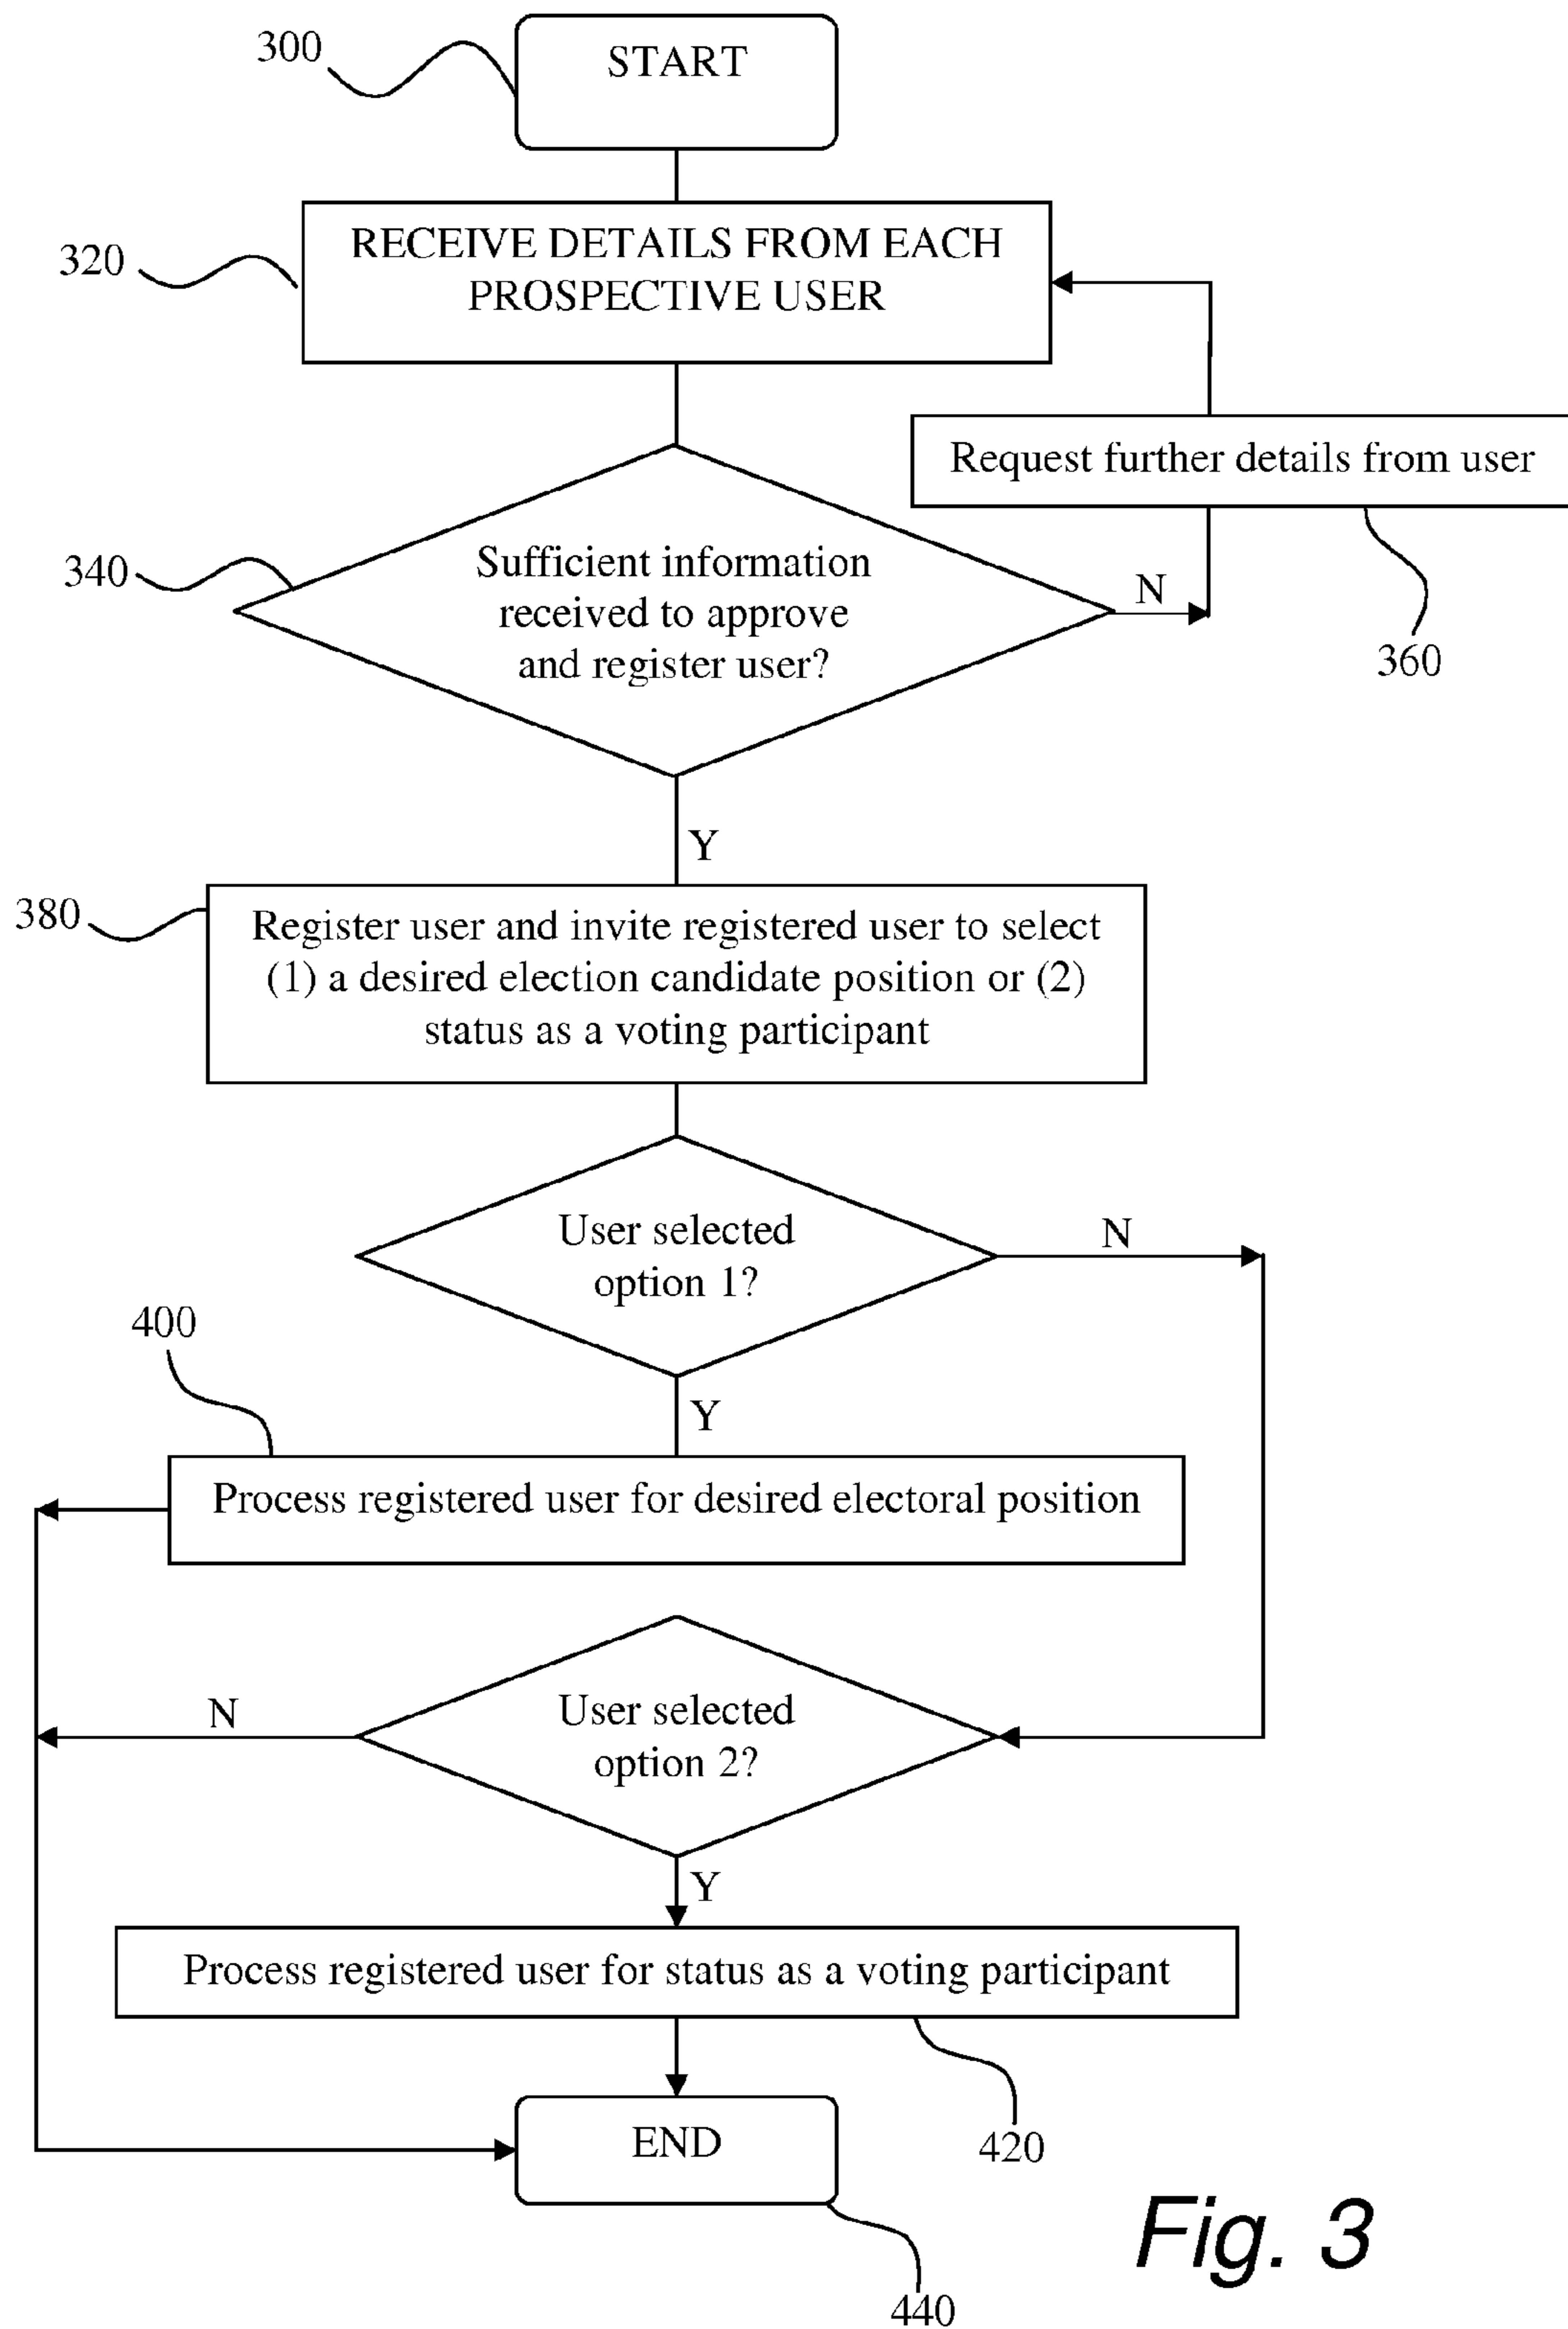 300
START
320
RECEIVE DETAILS FROM EACH
PROSPECTIVE USER
Request further details from user
340
Sufficient information
received to approve
and register user?
N
360
Y
380
Register user and invite registered user to select
(1) a desired election candidate position or (2)
status as a voting participant
User selected
option 1?
N
400
Y
Process registered user for desired electoral position
N
User selected
option 2?
Y
Process registered user for status as a voting participant
END
420
440
Fig. 3